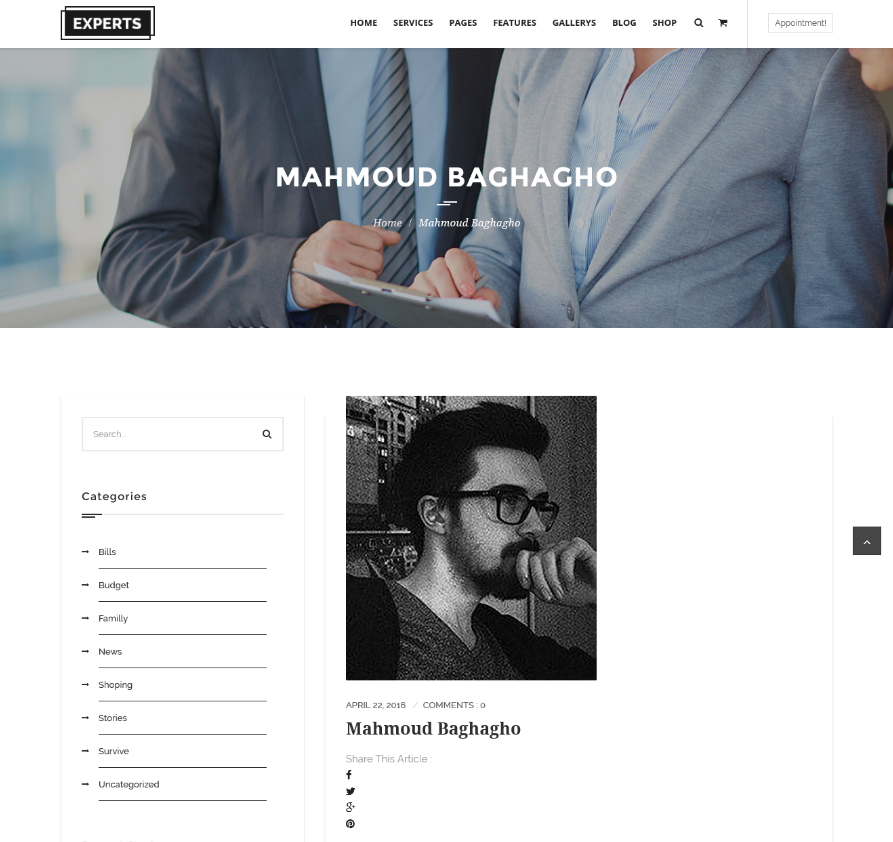 EXPERTS
HOME SERVICES PAGES FEATURES GALLERYS BLOG SHOP
Appointment!
MAHMOUD BAGHAGHO
Home / Mahmoud Baghagho
Search...
Categories
Bills
Budget
Familly
News
Shoping
Stories
Survive
Uncategorized
APRIL 22, 2016 / COMMENTS : 0
Mahmoud Baghagho
Share This Article :